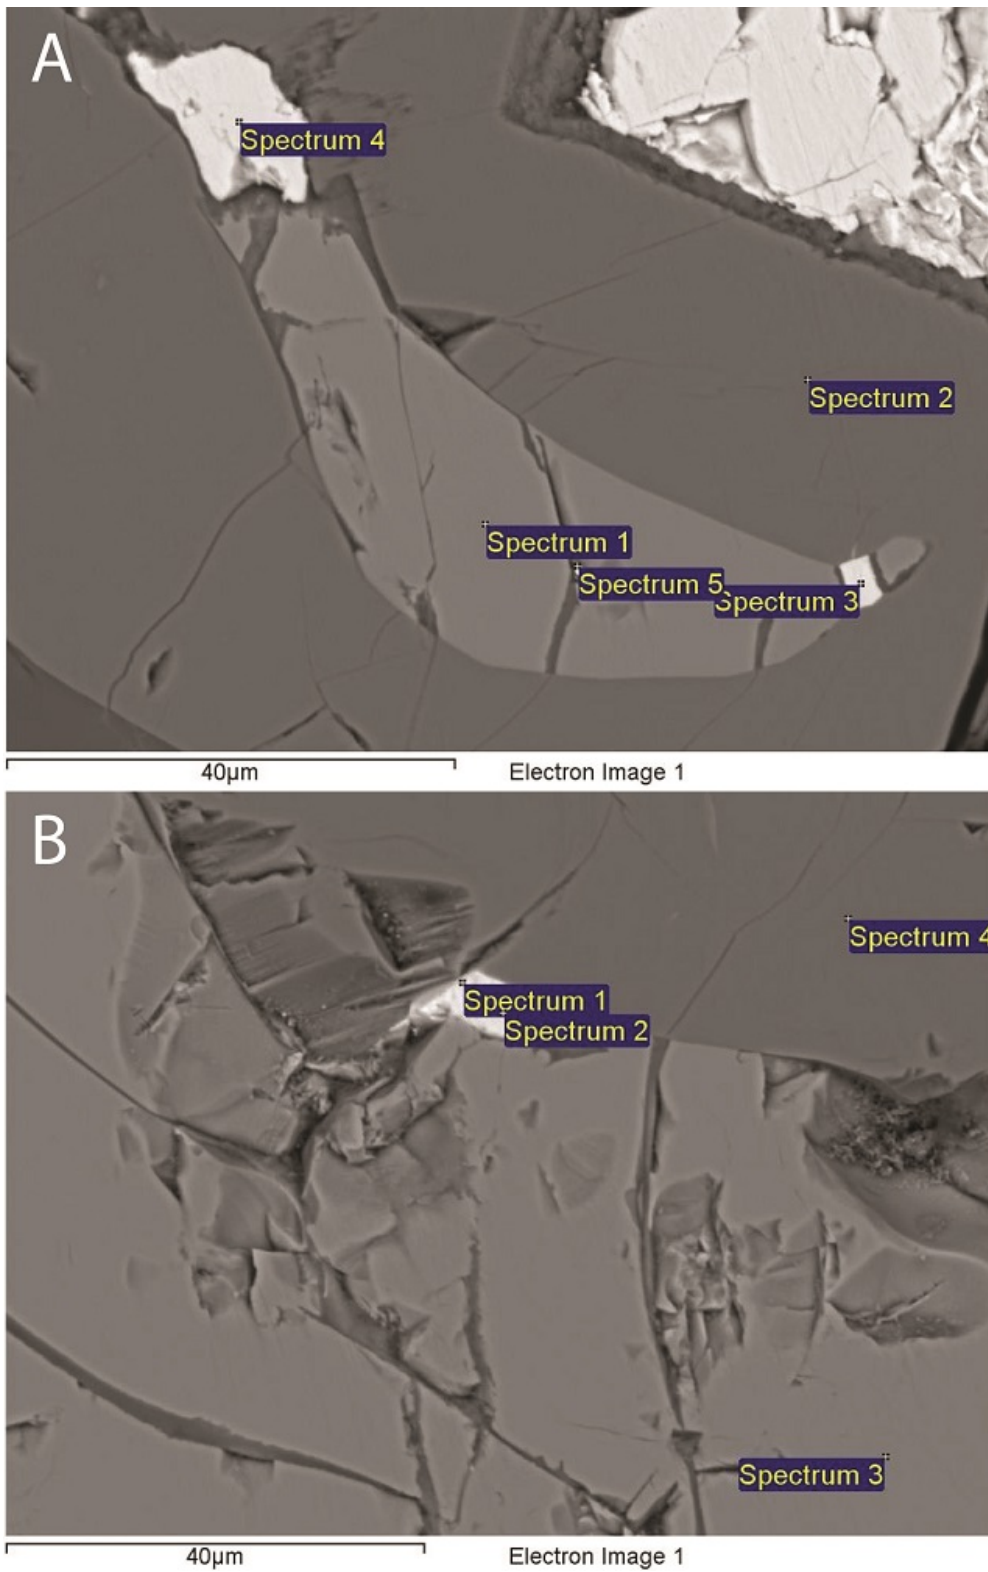 A
Spectrum 4
Spectrum 2
Spectrum 1
Spectrum 5
Spectrum 3
40µm
Electron Image 1
B
Spectrum 4
Spectrum 1
Spectrum 2
Spectrum 3
40µm
Electron Image 1